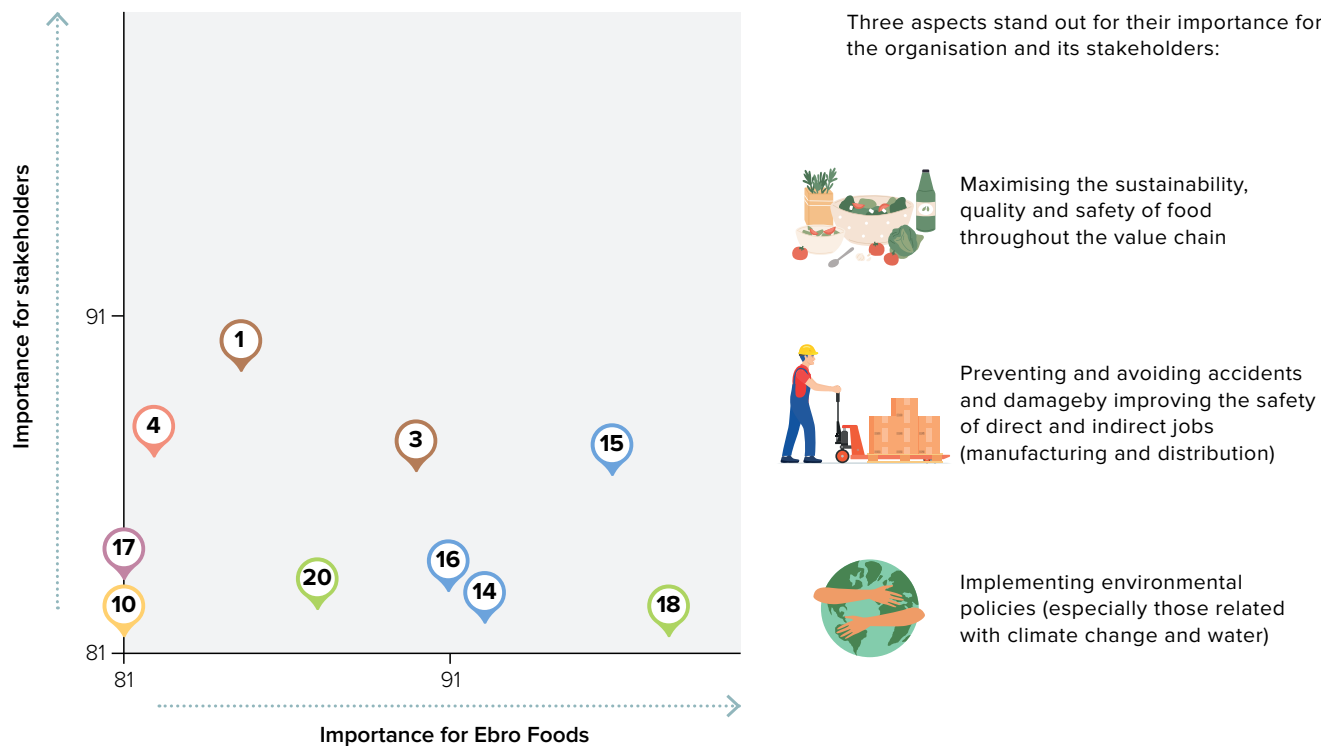 Three aspects stand out for their importance for
the organisation and its stakeholders:
Importance for stakeholders
91
81
81
91
Importance for Ebro Foods
1
4
3
15
17
16
20
14
10
18
Maximising the sustainability,
quality and safety of food
throughout the value chain
Preventing and avoiding accidents
and damageby improving the safety
of direct and indirect jobs
(manufacturing and distribution)
Implementing environmental
policies (especially those related
with climate change and water)